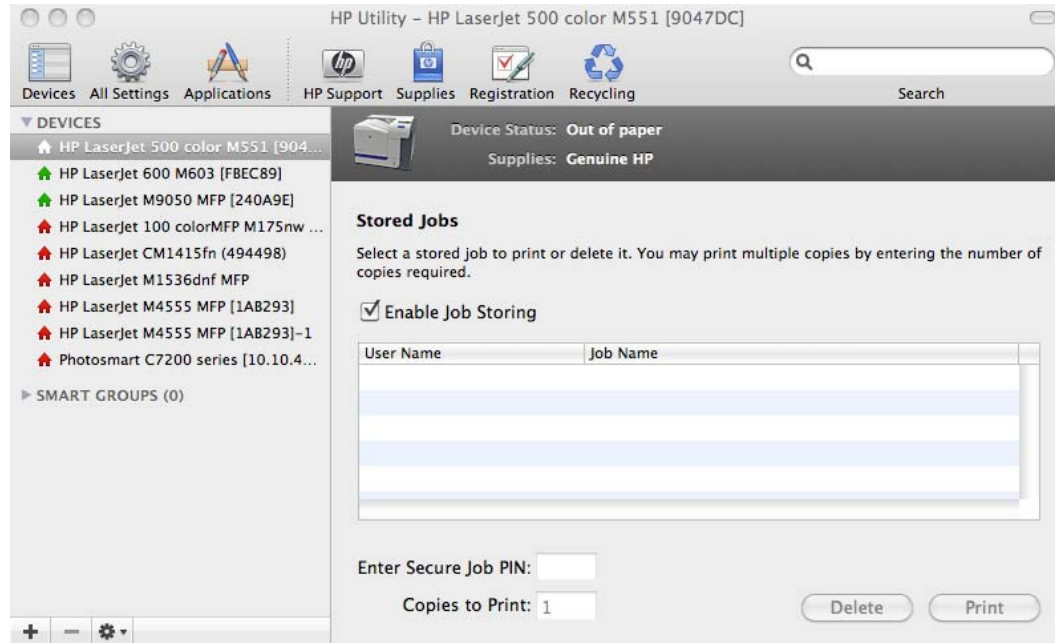 HP Utility – HP LaserJet 500 color M551 [9047DC]
Devices All Settings Applications HP Support Supplies Registration Recycling Search
DEVICES
HP LaserJet 500 color M551 [904...
HP LaserJet 600 M603 [FBEC89]
HP LaserJet M9050 MFP [240A9E]
HP LaserJet 100 colorMFP M175nw ...
HP LaserJet CM1415fn (494498)
HP LaserJet M1536dnf MFP
HP LaserJet M4555 MFP [1AB293]
HP LaserJet M4555 MFP [1AB293]-1
Photosmart C7200 series [10.10.4...
SMART GROUPS (0)
Device Status: Out of paper
Supplies: Genuine HP
Stored Jobs
Select a stored job to print or delete it. You may print multiple copies by entering the number of
copies required.
Enable Job Storing
User Name Job Name
Enter Secure Job PIN:
Copies to Print: 1
Delete Print